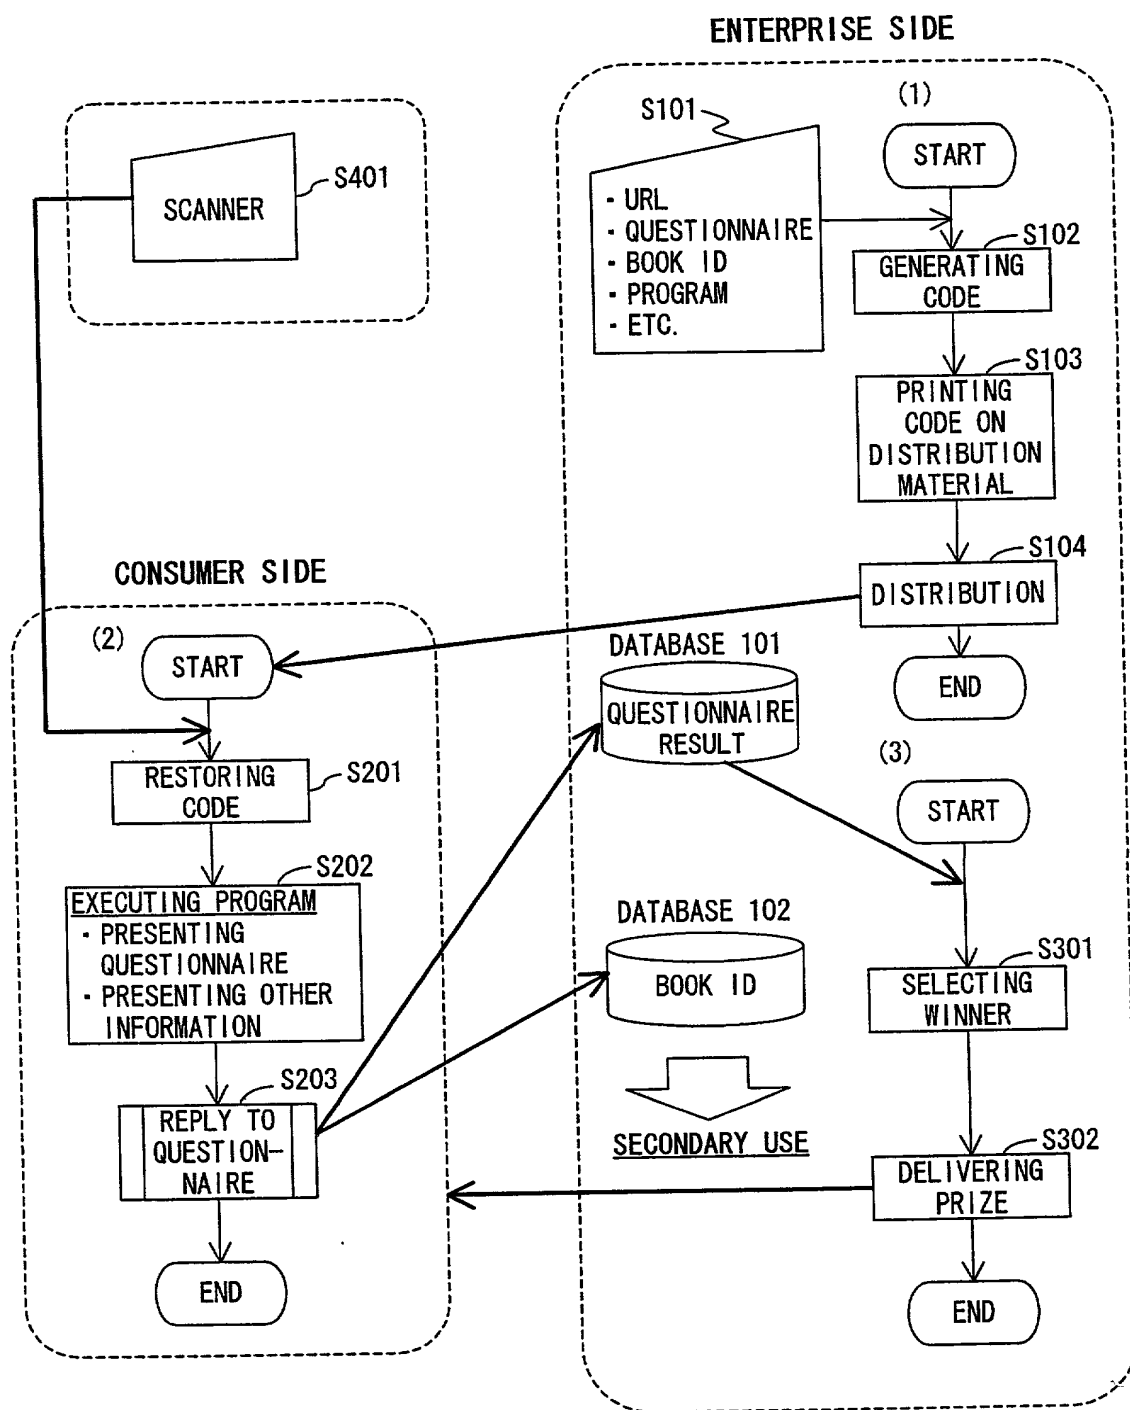 ENTERPRISE SIDE
(1)
S101
START
· URL
· QUESTIONNAIRE
· BOOK ID
· PROGRAM
· ETC.
S102
GENERATING
CODE
S103
PRINTING
CODE ON
DISTRIBUTION
MATERIAL
S104
DISTRIBUTION
END
SCANNER
S401
CONSUMER SIDE
(2)
START
RESTORING
CODE
S201
S202
EXECUTING PROGRAM
· PRESENTING
QUESTIONNAIRE
· PRESENTING OTHER
INFORMATION
S203
REPLY TO
QUESTION-
NAIRE
END
DATABASE 101
QUESTIONNAIRE
RESULT
DATABASE 102
BOOK ID
SECONDARY USE
(3)
START
S301
SELECTING
WINNER
S302
DELIVERING
PRIZE
END